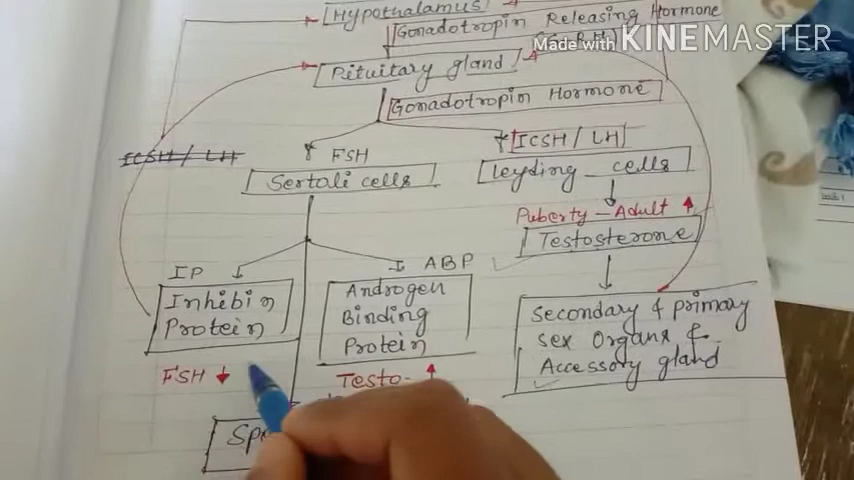 Hypothalamus
Gonadotropin Releasing Hormone
Made with KINEMASTER
Pituitary gland
Gonadotropin Hormone
ICSH / LH
FSH
ICSH / LH
Sertali cells
Leyding cells
Puberty - Adult
Testosterone
IP
ABP
Inhibin
Protein
Androgen
Binding
Protein
Secondary & primary
sex Organs &
Accessory gland
FSH
Testo-